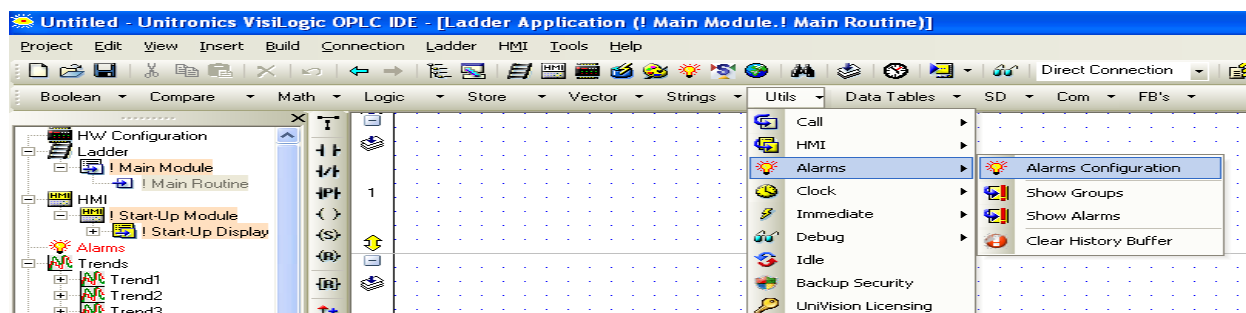 Untitled - Unitronics VisiLogic OPLC IDE - [Ladder Application (! Main Module.! Main Routine)]
Project Edit View Insert Build Connection Ladder HMI Tools Help
HMI Direct Connection
Boolean Compare Math Logic Store Vector Strings Utils Data Tables SD Com FB's
HW Configuration
Ladder
! Main Module
! Main Routine
HMI
HMI
HMI ! Start-Up Module
! Start-Up Display
Alarms
Trends
Trend1
Trend2
Trend3
P
(S)
(R)
[R]
1
Call
HMI
Alarms
Clock
Immediate
Debug
Idle
Backup Security
UniVision Licensing
Alarms Configuration
Show Groups
Show Alarms
Clear History Buffer